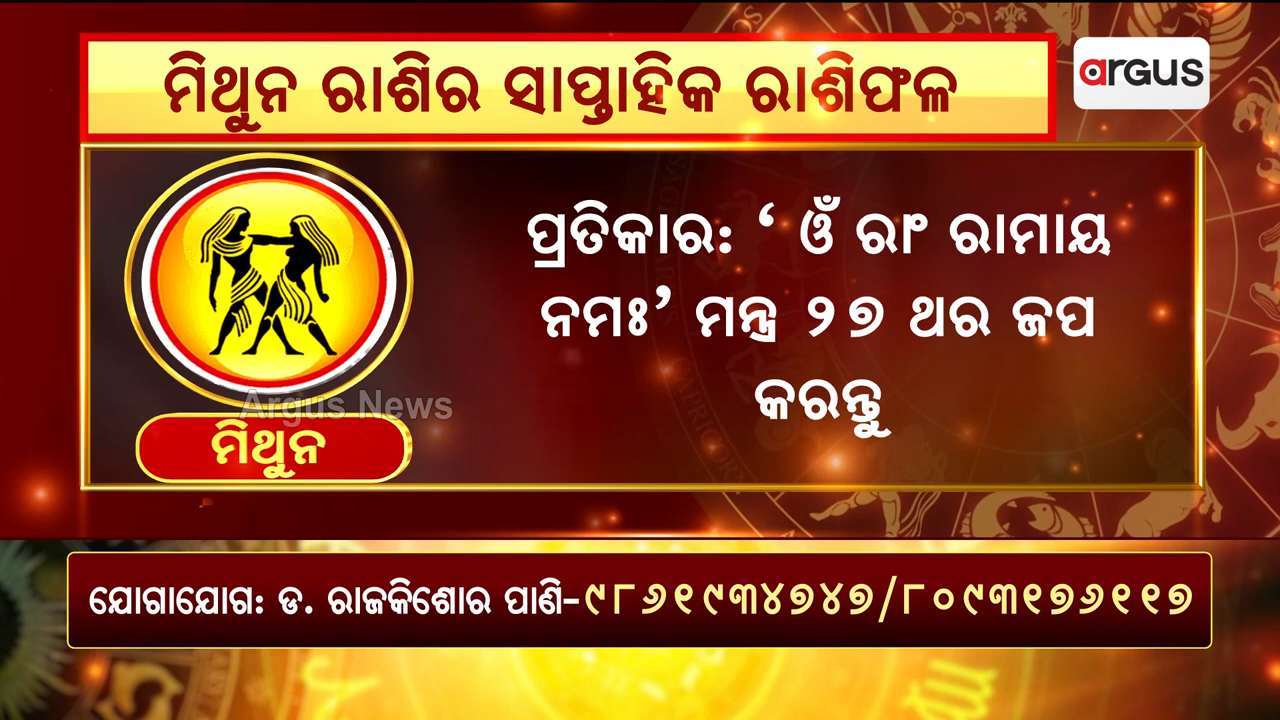 ମିଥୁନ ରାଶିର ସାପ୍ତାହିକ ରାଶିଫଳ
argus
ପ୍ରତିକାର: ‘ ଓଁ ରାଂ ରାମାୟ
ନମଃ’ ମନ୍ତ୍ର ୨୭ ଥର ଜପ
କରନ୍ତୁ
Argus News
ମିଥୁନ
ଯୋଗାଯୋଗ: ଡ. ରାଜକିଶୋର ପାଣି-୯୮୬୧୯୩୪୭୪୭/୮୦୯୩୧୭୬୧୧୭